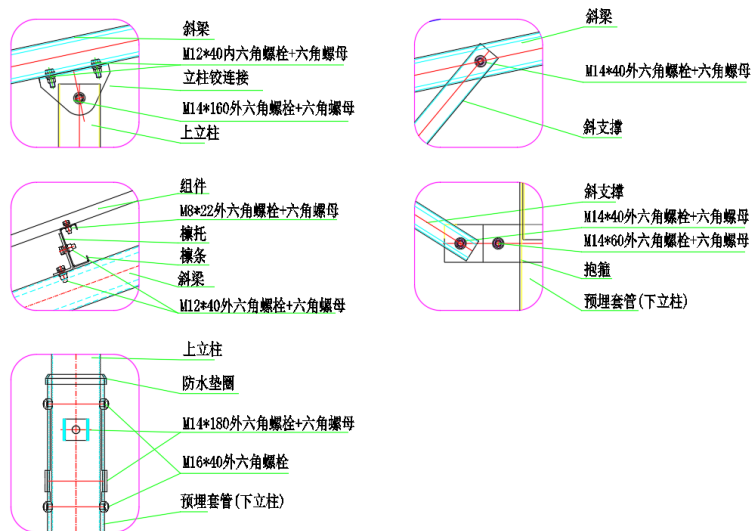 斜梁
M12*40内六角螺栓+六角螺母
立柱铰连接
M14*160外六角螺栓+六角螺母
上立柱
斜梁
M14*40外六角螺栓+六角螺母
斜支撑
组件
M8*22外六角螺栓+六角螺母
檩托
檩条
斜梁
M12*40外六角螺栓+六角螺母
斜支撑
M14*40外六角螺栓+六角螺母
M14*60外六角螺栓+六角螺母
抱箍
预埋套管(下立柱)
上立柱
防水垫圈
M14*180外六角螺栓+六角螺母
M16*40外六角螺栓
预埋套管(下立柱)